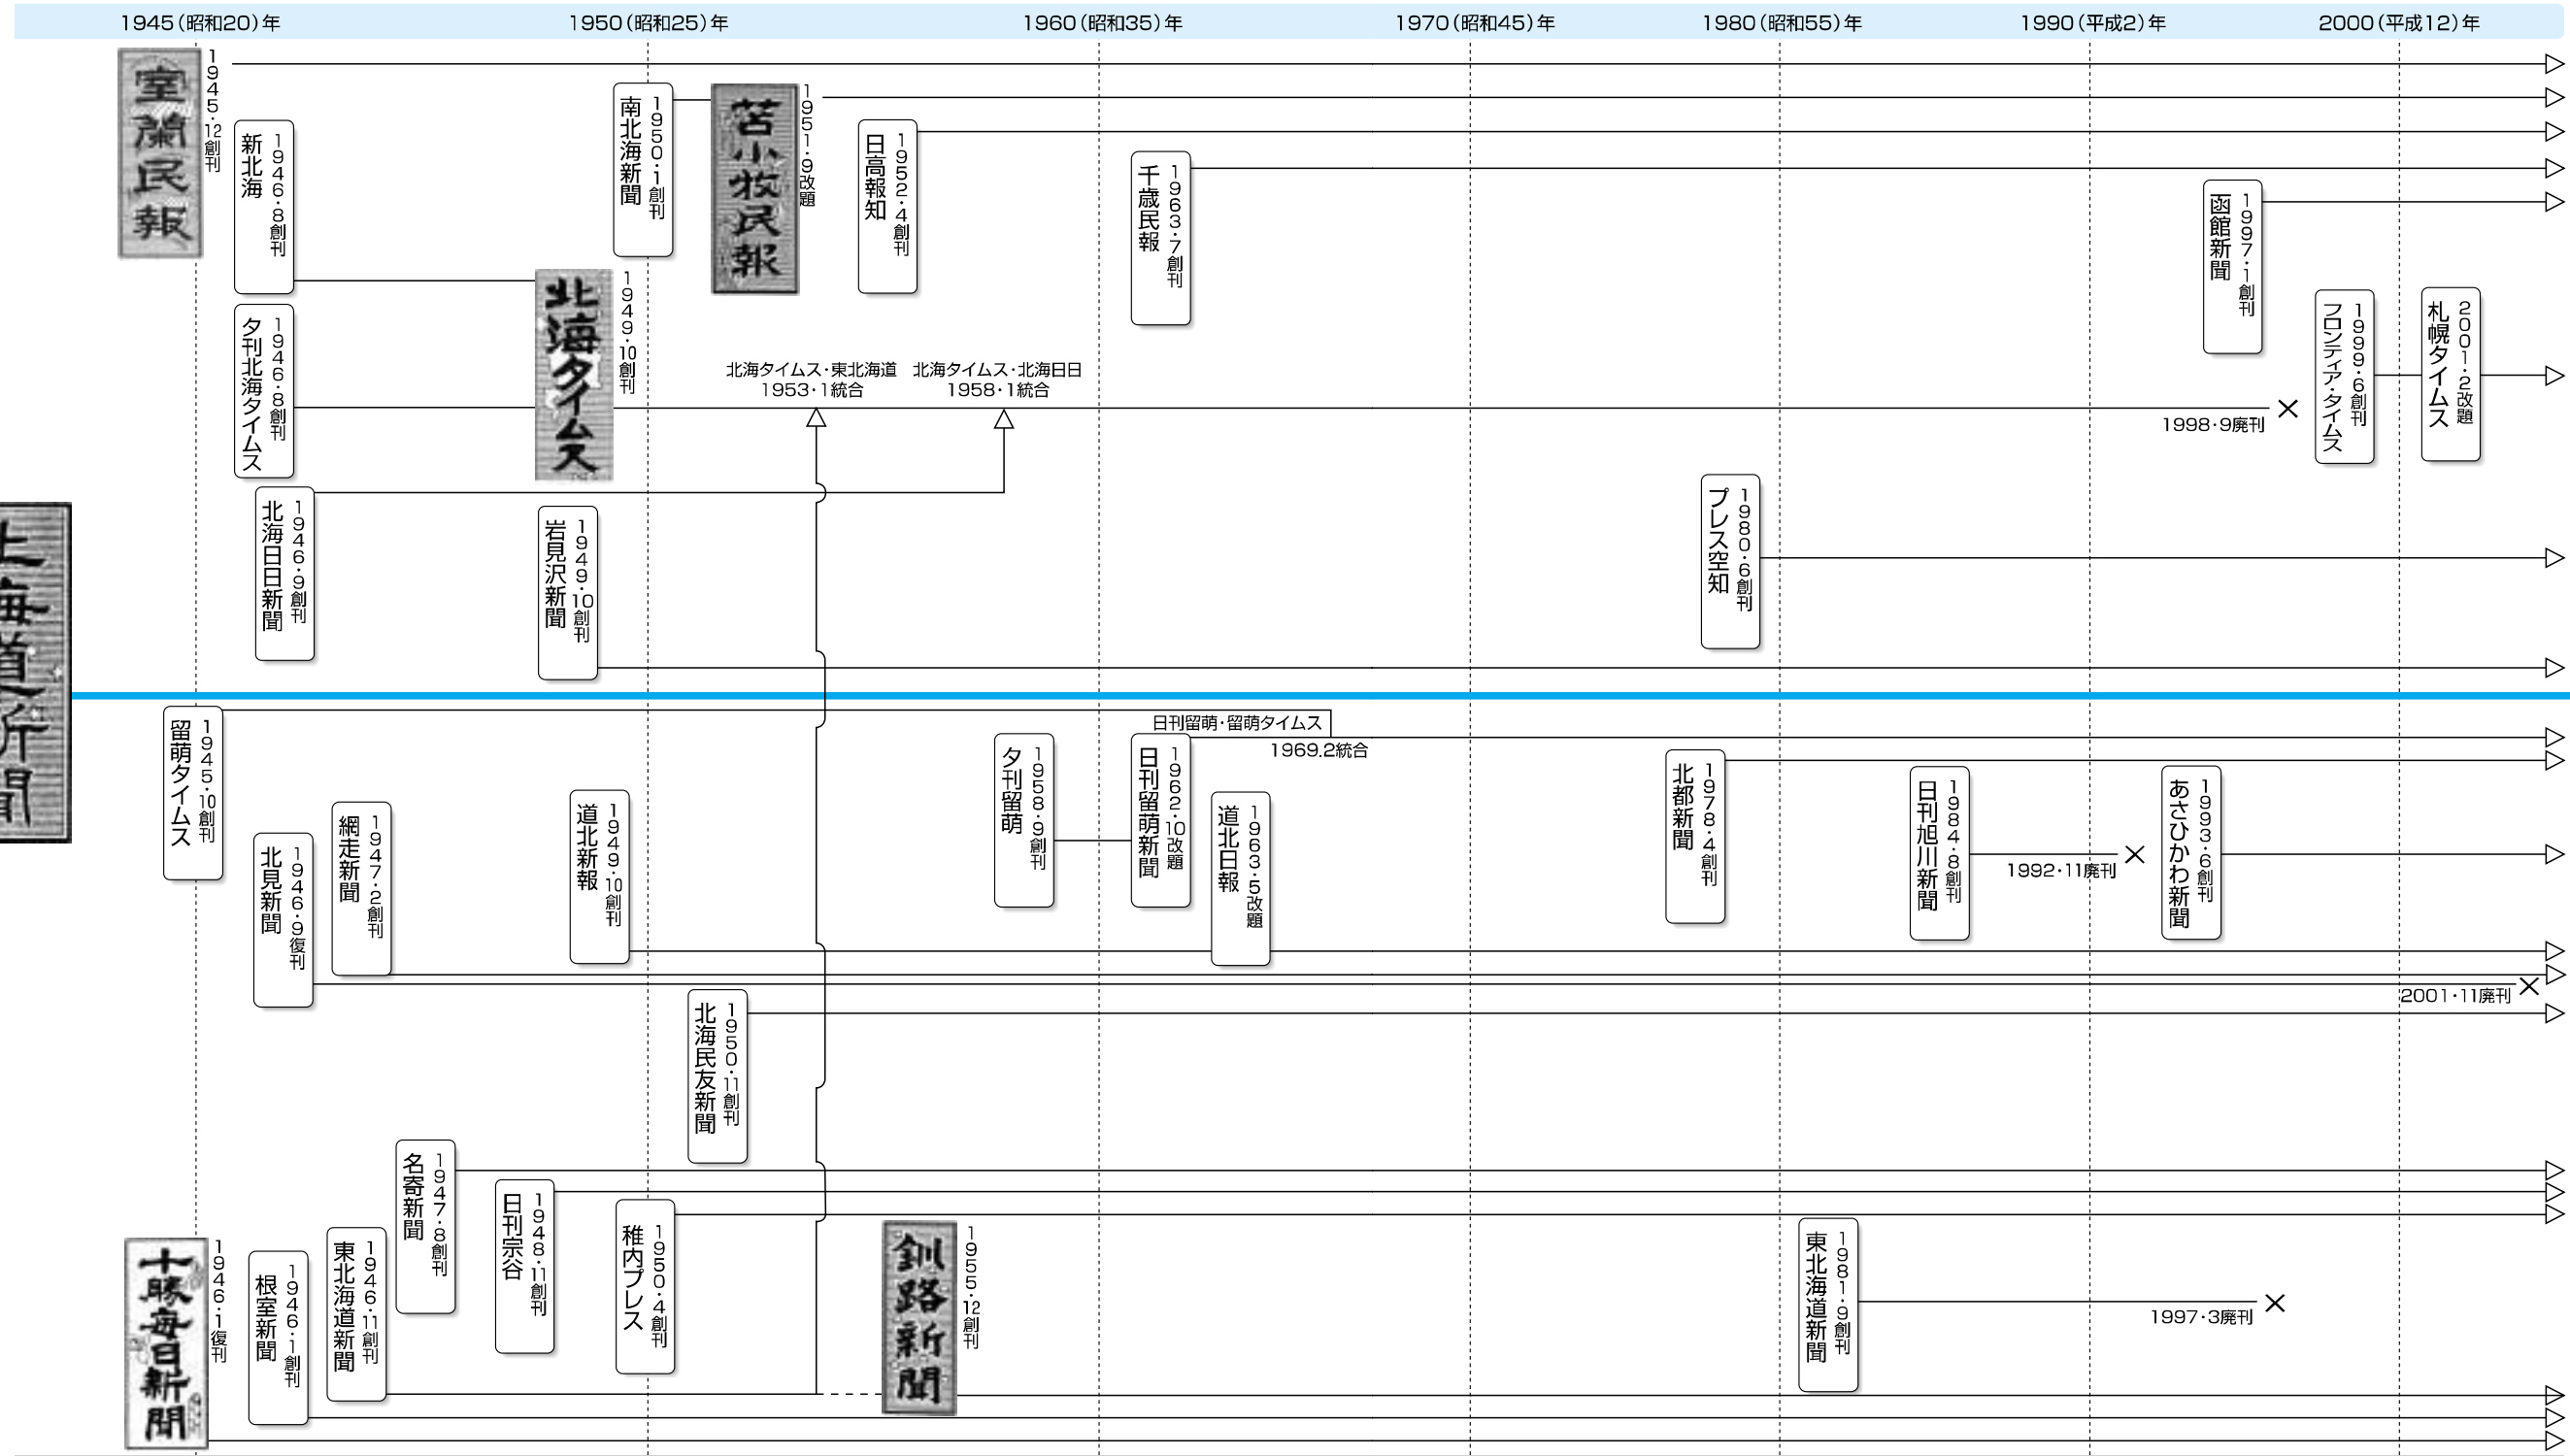 1945（昭和20）年
1950（昭和25）年
1960（昭和35）年
1970（昭和45）年
1980（昭和55）年
1990（平成2）年
2000（平成12）年
室蘭民報
1945・12創刊
新北海
1946・8創刊
夕刊北海タイムス
1946・8創刊
北海タイムス
1949・10創刊
南北海新聞
1950・1創刊
苫小牧民報
1951・9改題
日高報知
1952・4創刊
千歳民報
1963・7創刊
函館新聞
1997・1創刊
フロンティア・タイムス
1999・6創刊
札幌タイムス
2001・2改題
北海タイムス・東北海道
1953・1統合
北海タイムス・北海日日
1958・1統合
1998・9廃刊
北海日日新聞
1946・9創刊
岩見沢新聞
1949・10創刊
プレス空知
1980・6創刊
北海道新聞
留萌タイムス
1945・10創刊
日刊留萌・留萌タイムス
1969.2統合
北見新聞
1946・9復刊
網走新聞
1947・2創刊
道北新報
1949・10創刊
夕刊留萌
1958・9創刊
日刊留萌新聞
1962・10改題
道北日報
1963・5改題
北都新聞
1978・4創刊
日刊旭川新聞
1984・8創刊
1992・11廃刊
あさひかわ新聞
1993・6創刊
2001・11廃刊
北海民友新聞
1950・11創刊
名寄新聞
1947・8創刊
日刊宗谷
1948・11創刊
稚内プレス
1950・4創刊
十勝毎日新聞
1946・1復刊
根室新聞
1946・1創刊
東北海道新聞
1946・11創刊
釧路新聞
1955・12創刊
東北海道新聞
1981・9創刊
1997・3廃刊